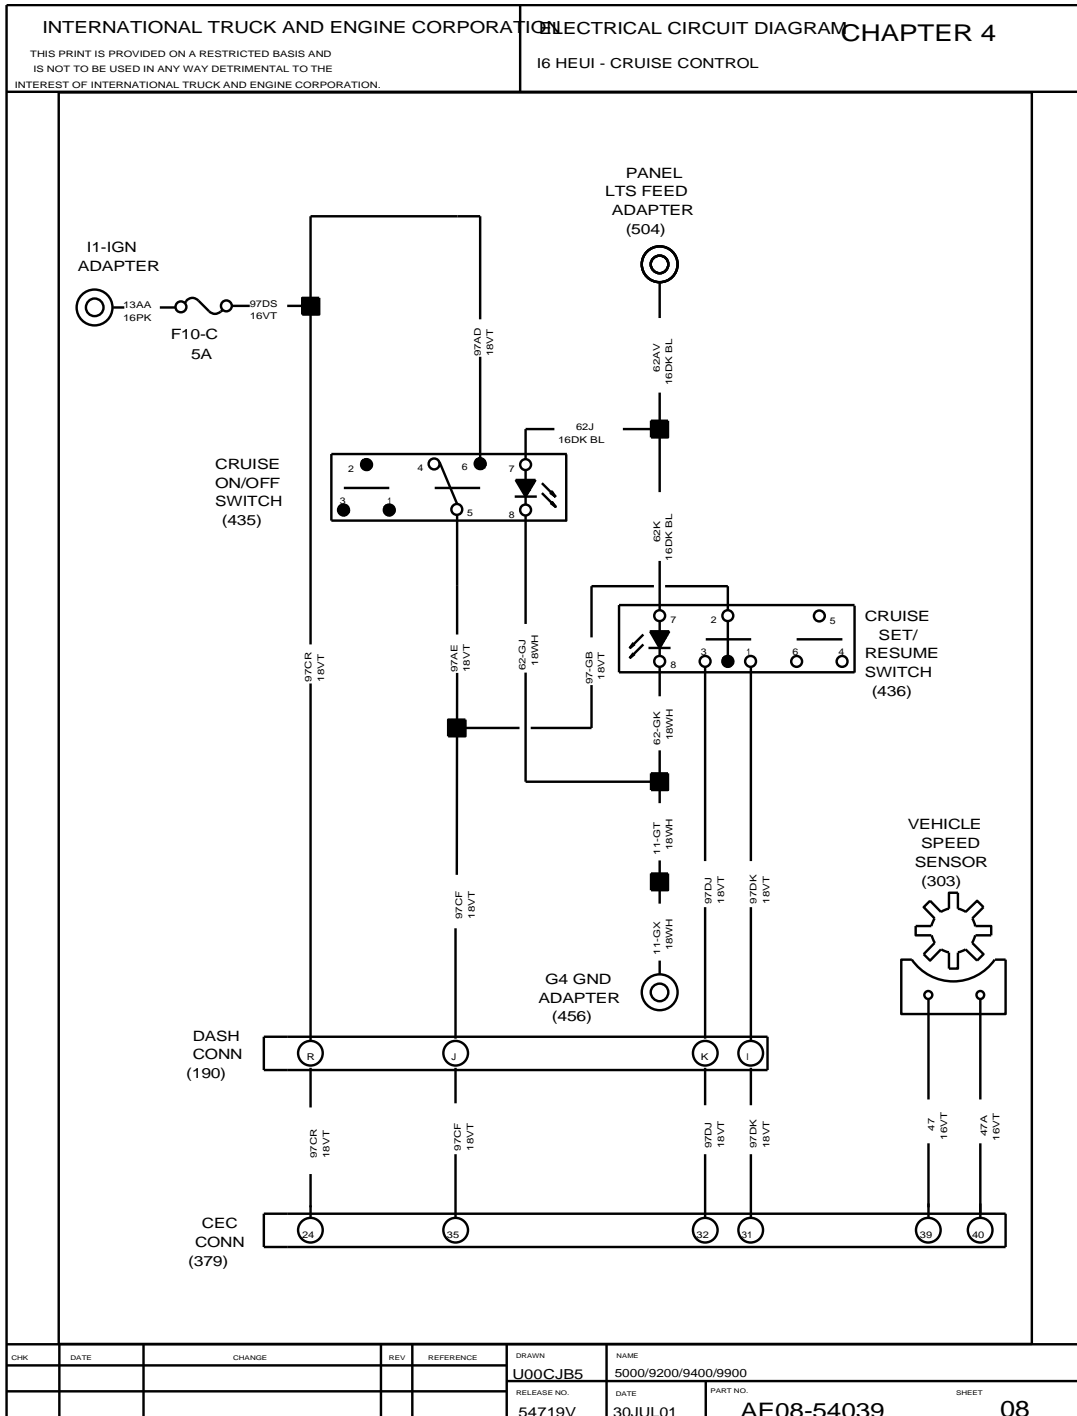 INTERNATIONAL TRUCK AND ENGINE CORPORATION
ELECTRICAL CIRCUIT DIAGRAM
CHAPTER 4
THIS PRINT IS PROVIDED ON A RESTRICTED BASIS AND
IS NOT TO BE USED IN ANY WAY DETRIMENTAL TO THE
INTEREST OF INTERNATIONAL TRUCK AND ENGINE CORPORATION.
I6 HEUI - CRUISE CONTROL
PANEL
LTS FEED
ADAPTER
(504)
I1-IGN
ADAPTER
13AA
16PK
F10-C
5A
97DS
16VT
97AD
18VT
62AV
16DK BL
62J
16DK BL
CRUISE
ON/OFF
SWITCH
(435)
2
4
6
7
3
1
5
8
62K
16DK BL
97CR
18VT
97AE
18VT
62-GJ
18WH
97-GB
18VT
7
2
5
8
3
1
6
4
CRUISE
SET/
RESUME
SWITCH
(436)
62-GK
18WH
11-GT
18WH
97CF
18VT
11-GX
18WH
97DJ
18VT
97DK
18VT
VEHICLE
SPEED
SENSOR
(303)
G4 GND
ADAPTER
(456)
DASH
CONN
(190)
R
J
K
I
97CR
18VT
97CF
18VT
97DJ
18VT
97DK
18VT
47
16VT
47A
16VT
CEC
CONN
(379)
24
35
32
31
39
40
CHK
DATE
CHANGE
REV
REFERENCE
DRAWN
U00CJB5
NAME
5000/9200/9400/9900
RELEASE NO.
54719V
DATE
30JUL01
PART NO.
AE08-54039
SHEET
08